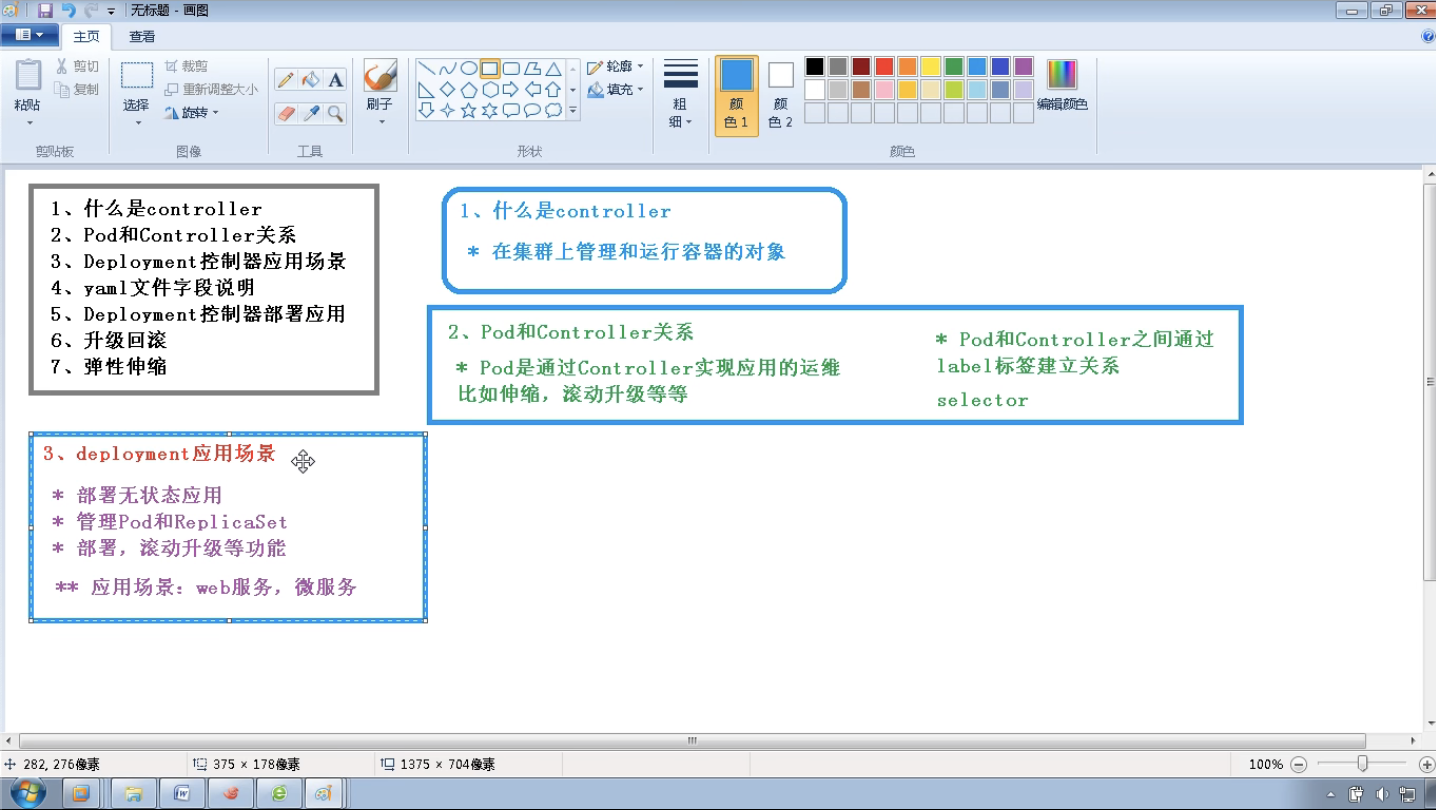 无标题 - 画图
主页
查看
粘贴
剪切
复制
剪贴板
选择
裁剪
重新调整大小
旋转
图像
A
工具
刷子
形状
轮廓
填充
粗
细
颜
色 1
颜
色 2
编辑颜色
颜色
1、什么是controller
2、Pod和Controller关系
3、Deployment控制器应用场景
4、yaml文件字段说明
5、Deployment控制器部署应用
6、升级回滚
7、弹性伸缩
1、什么是controller
* 在集群上管理和运行容器的对象
2、Pod和Controller关系
* Pod是通过Controller实现应用的运维
比如伸缩，滚动升级等等
* Pod和Controller之间通过
label标签建立关系
selector
3、deployment应用场景
* 部署无状态应用
* 管理Pod和ReplicaSet
* 部署，滚动升级等功能
** 应用场景：web服务，微服务
282, 276像素
375 × 178像素
1375 × 704像素
100%